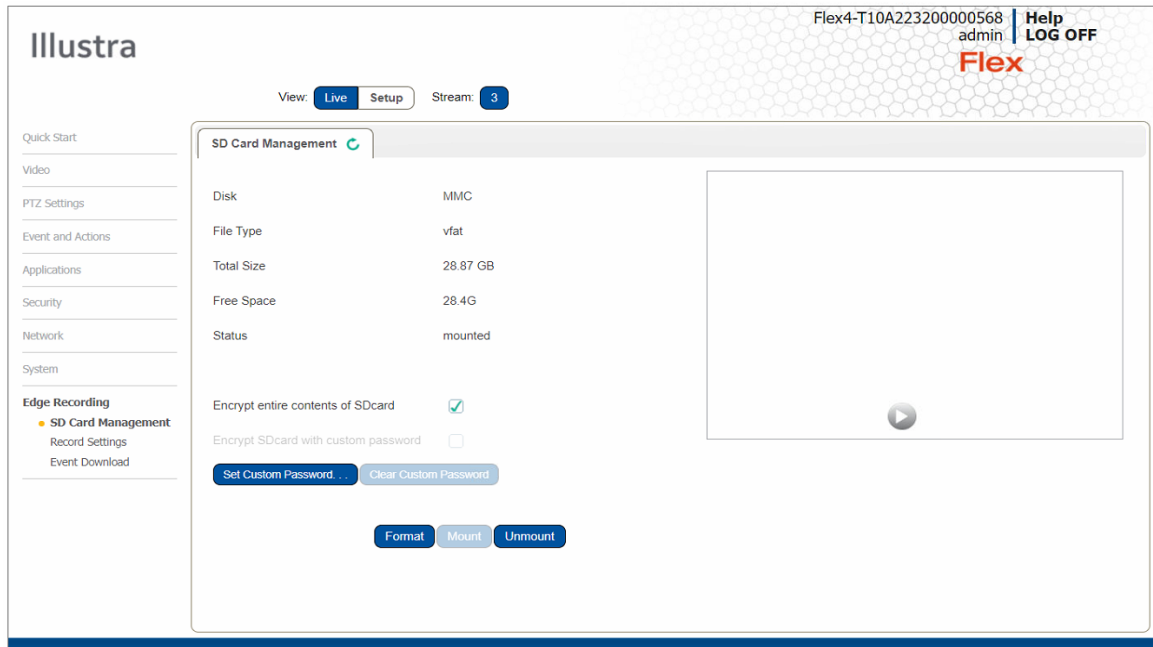 Illustra
Flex4-T10A223200000568 Help
admin LOG OFF
Flex
View: Live Setup Stream: 3
Quick Start
Video
PTZ Settings
Event and Actions
Applications
Security
Network
System
Edge Recording
SD Card Management
Record Settings
Event Download
SD Card Management
Disk MMC
File Type vfat
Total Size 28.87 GB
Free Space 28.4G
Status mounted
Encrypt entire contents of SDcard
Encrypt SDcard with custom password
Set Custom Password. . . Clear Custom Password
Format Mount Unmount